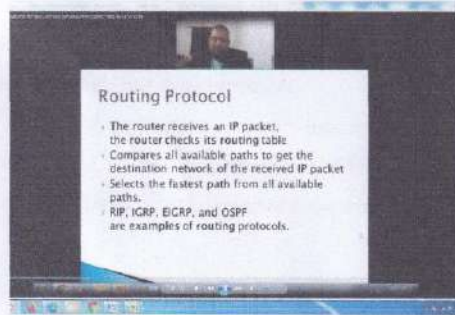 Routing Protocol
The router receives an IP packet,
the router checks its routing table
Compares all available paths to get the
destination network of the received IP packet
Selects the fastest path from all available
paths.
RIP, IGRP, EIGRP, and OSPF
are examples of routing protocols.